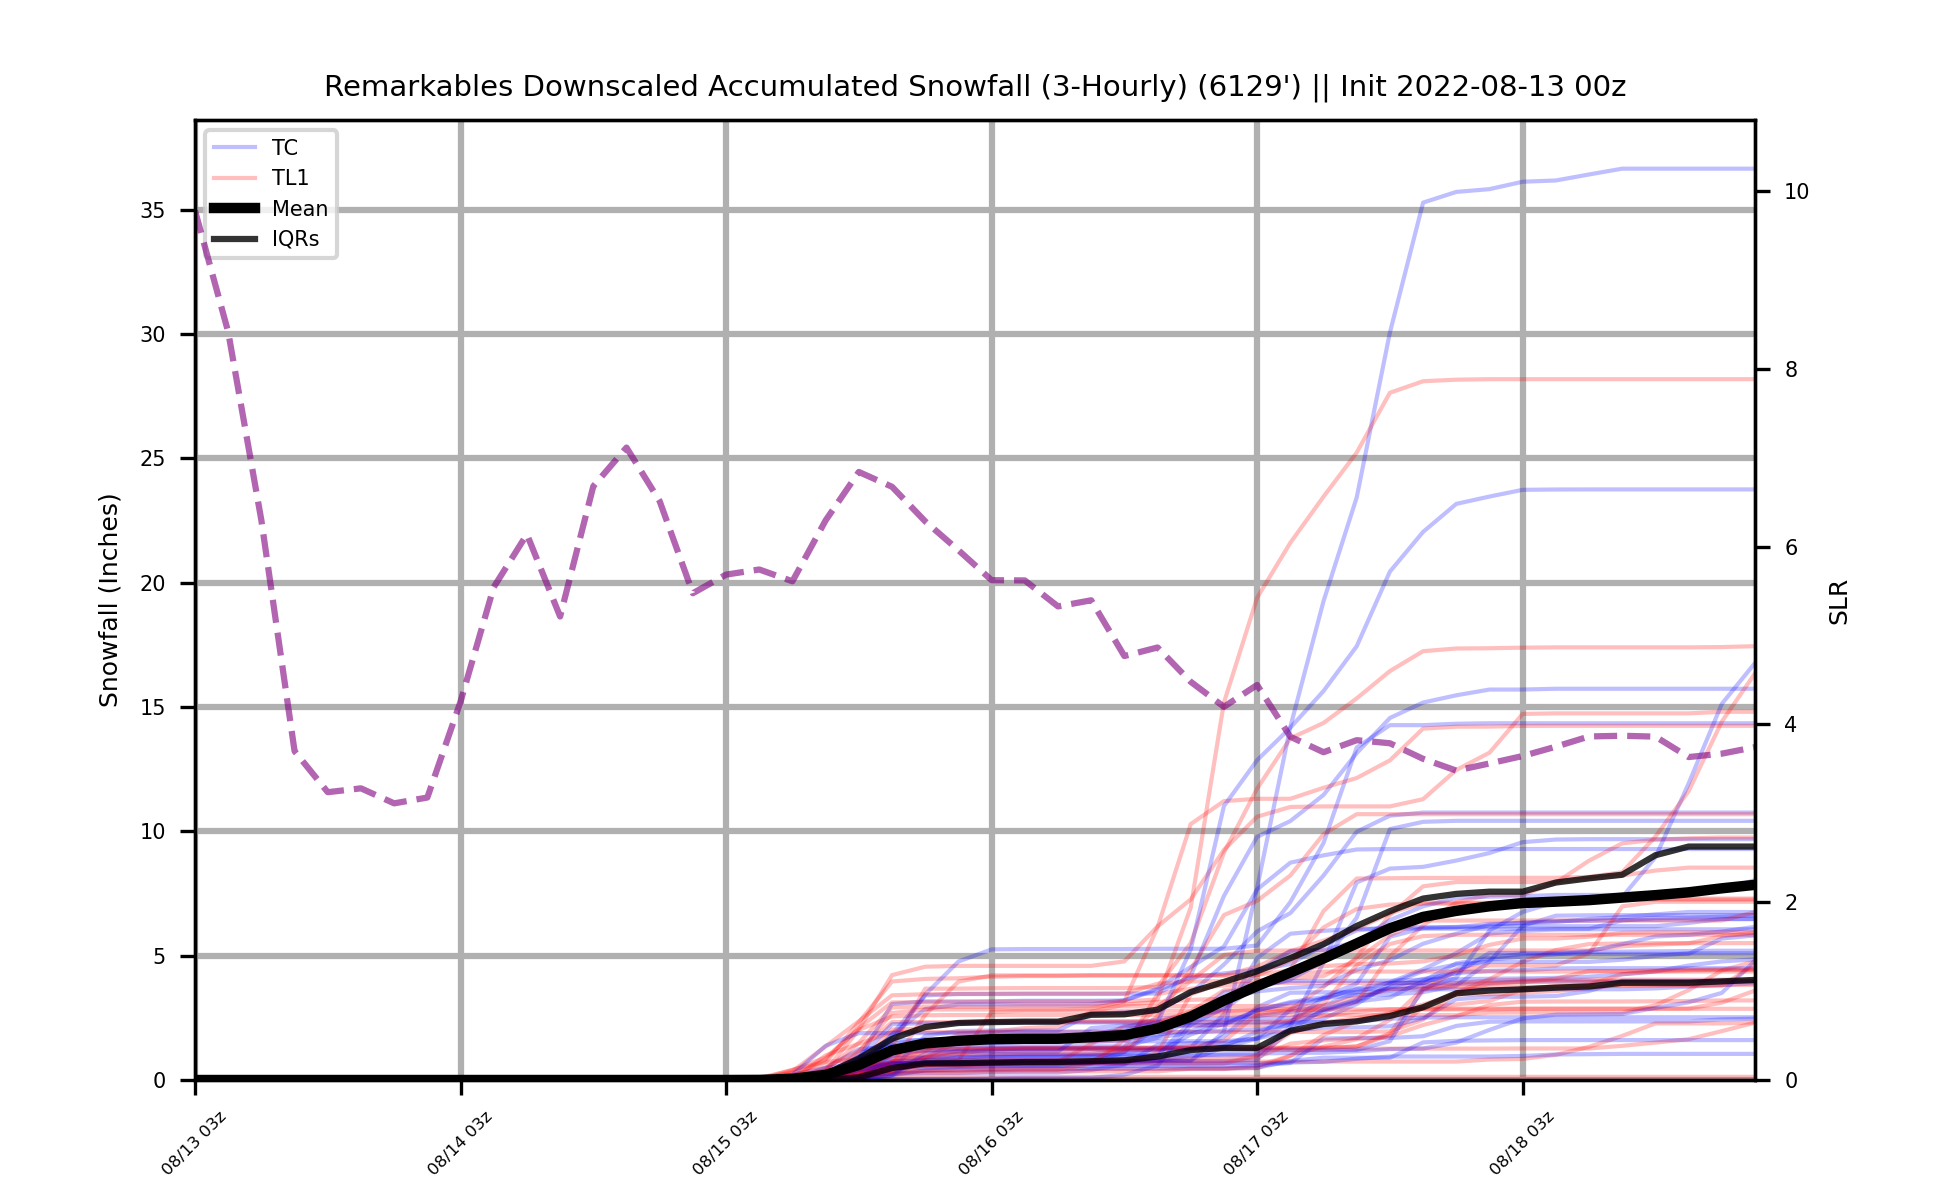 Remarkables Downscaled Accumulated Snowfall (3-Hourly) (6129') || Init 2022-08-13 00z
TC
TL1
Mean
IQRs
35
30
25
20
15
10
5
0
Snowfall (Inches)
10
8
6
4
2
0
SLR
08/13 03z
08/14 03z
08/15 03z
08/16 03z
08/17 03z
08/18 03z